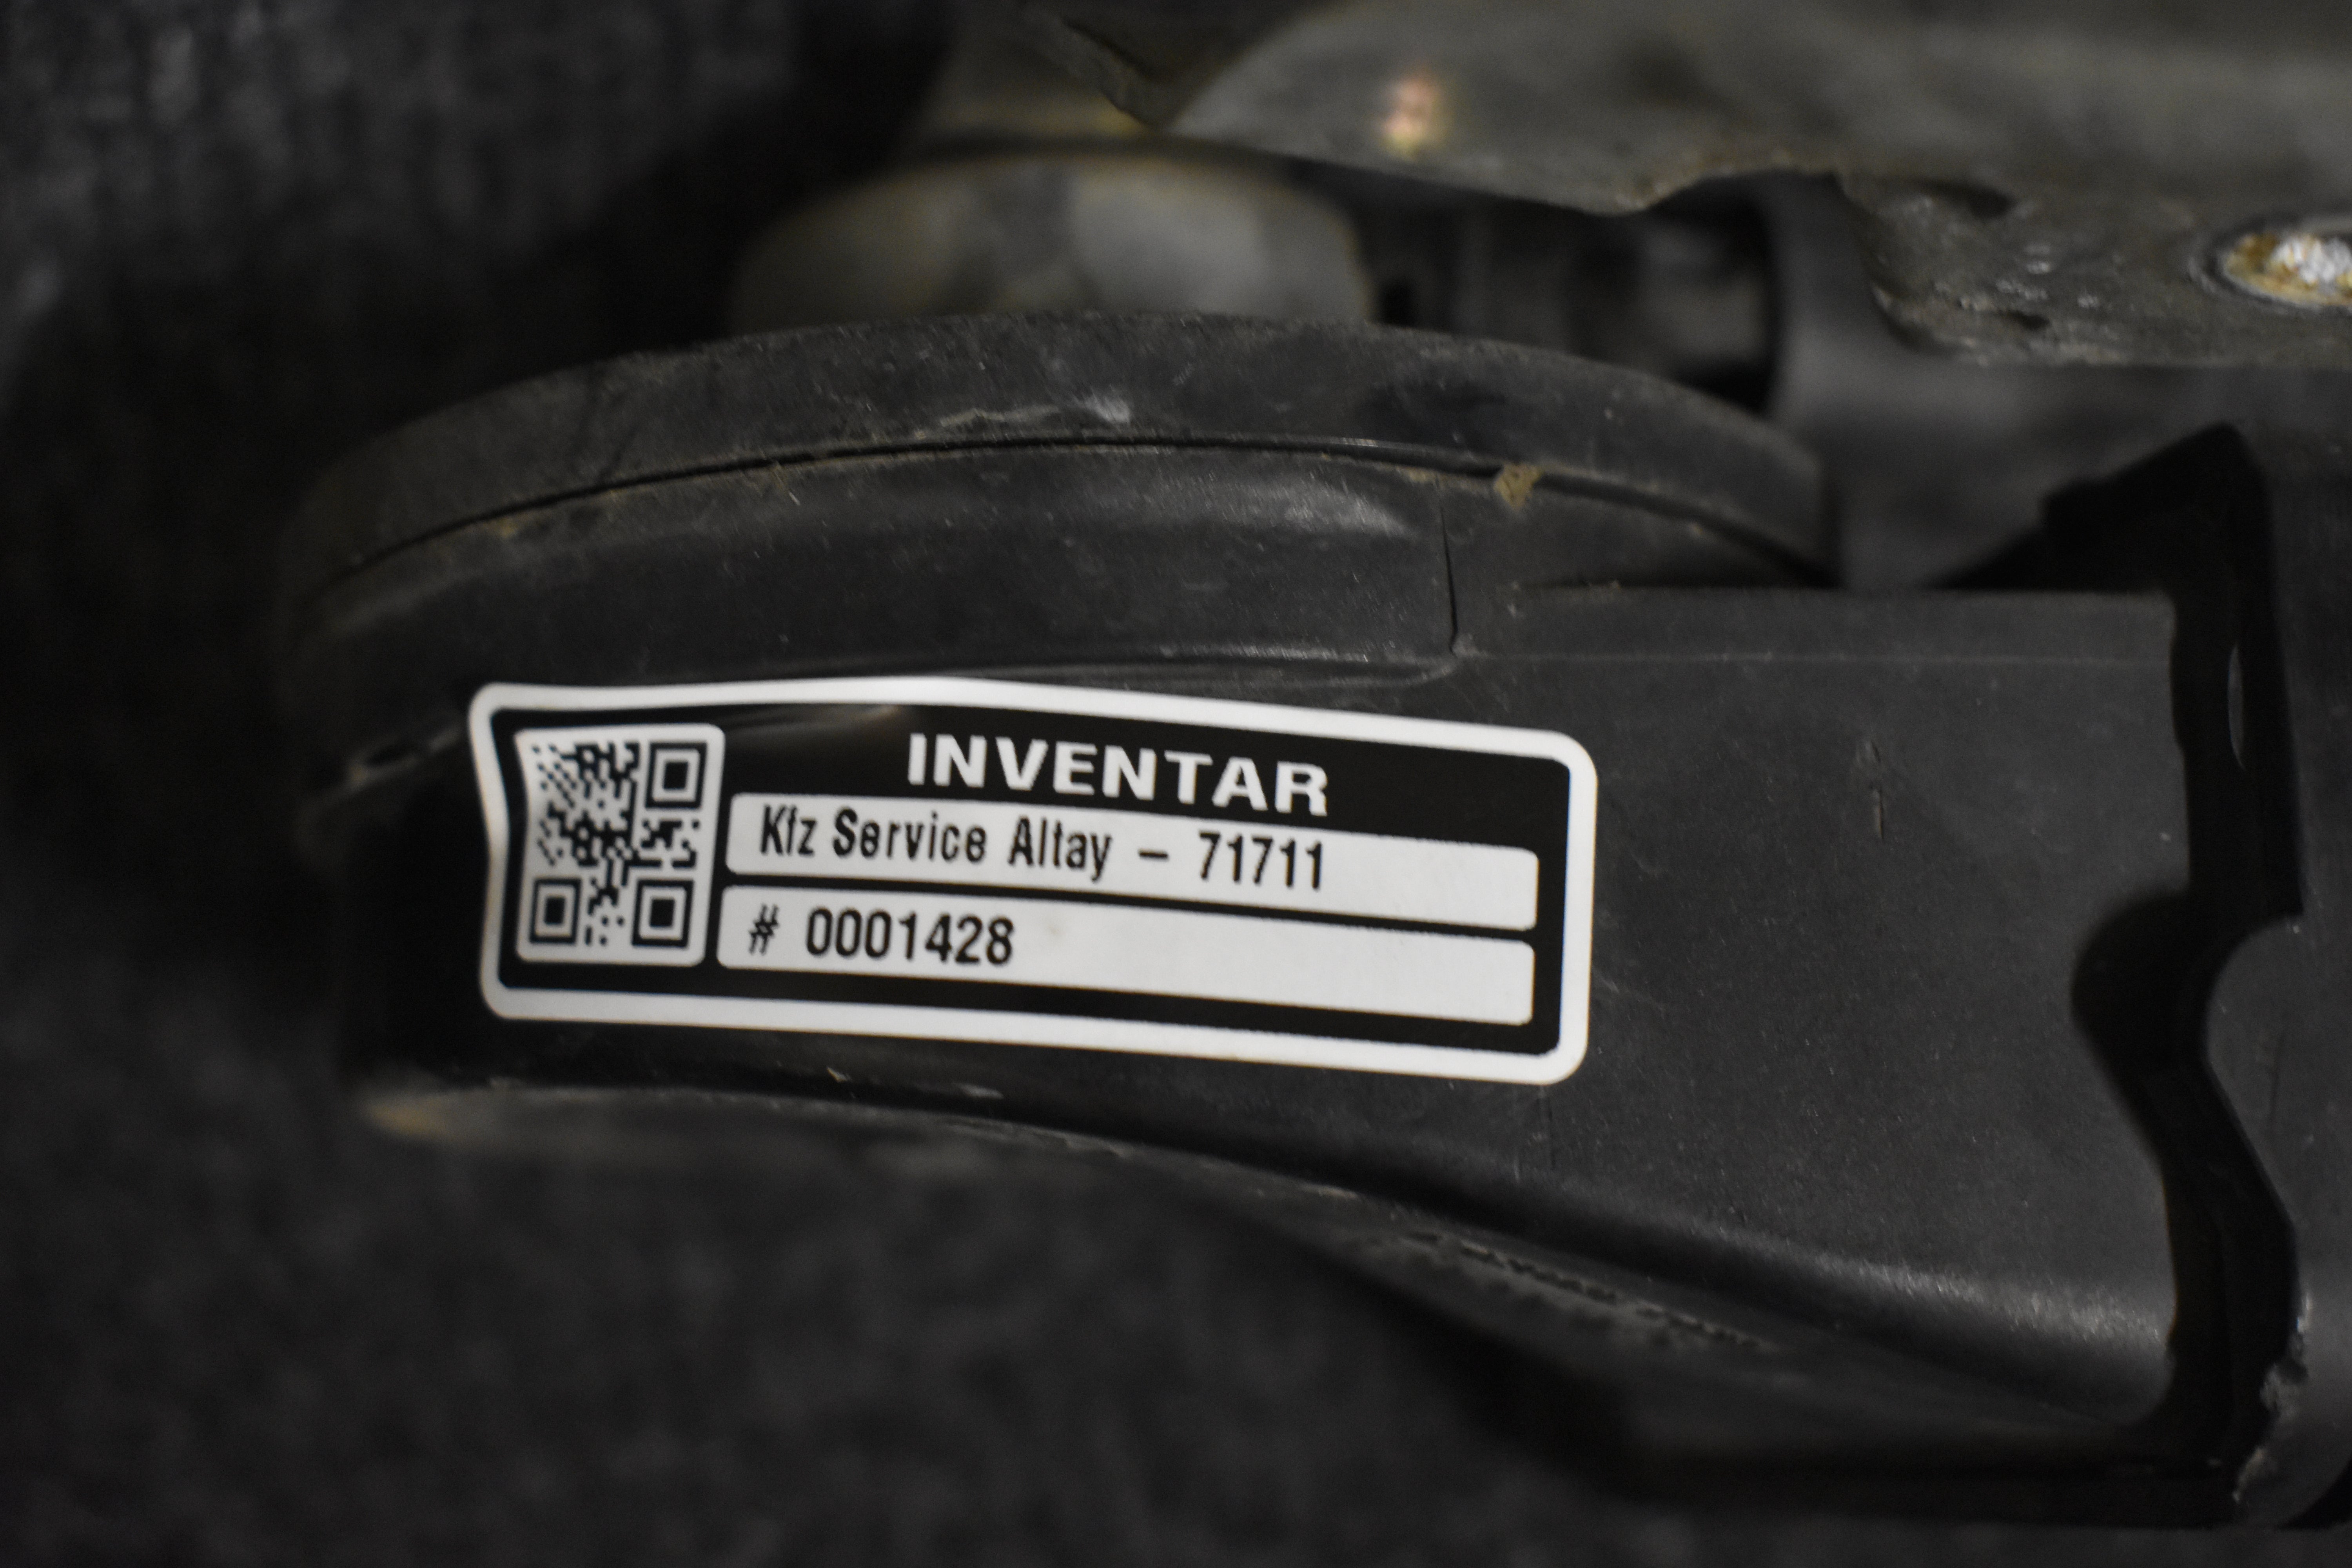 INVENTAR
Kfz Service Altay - 71711
# 0001428